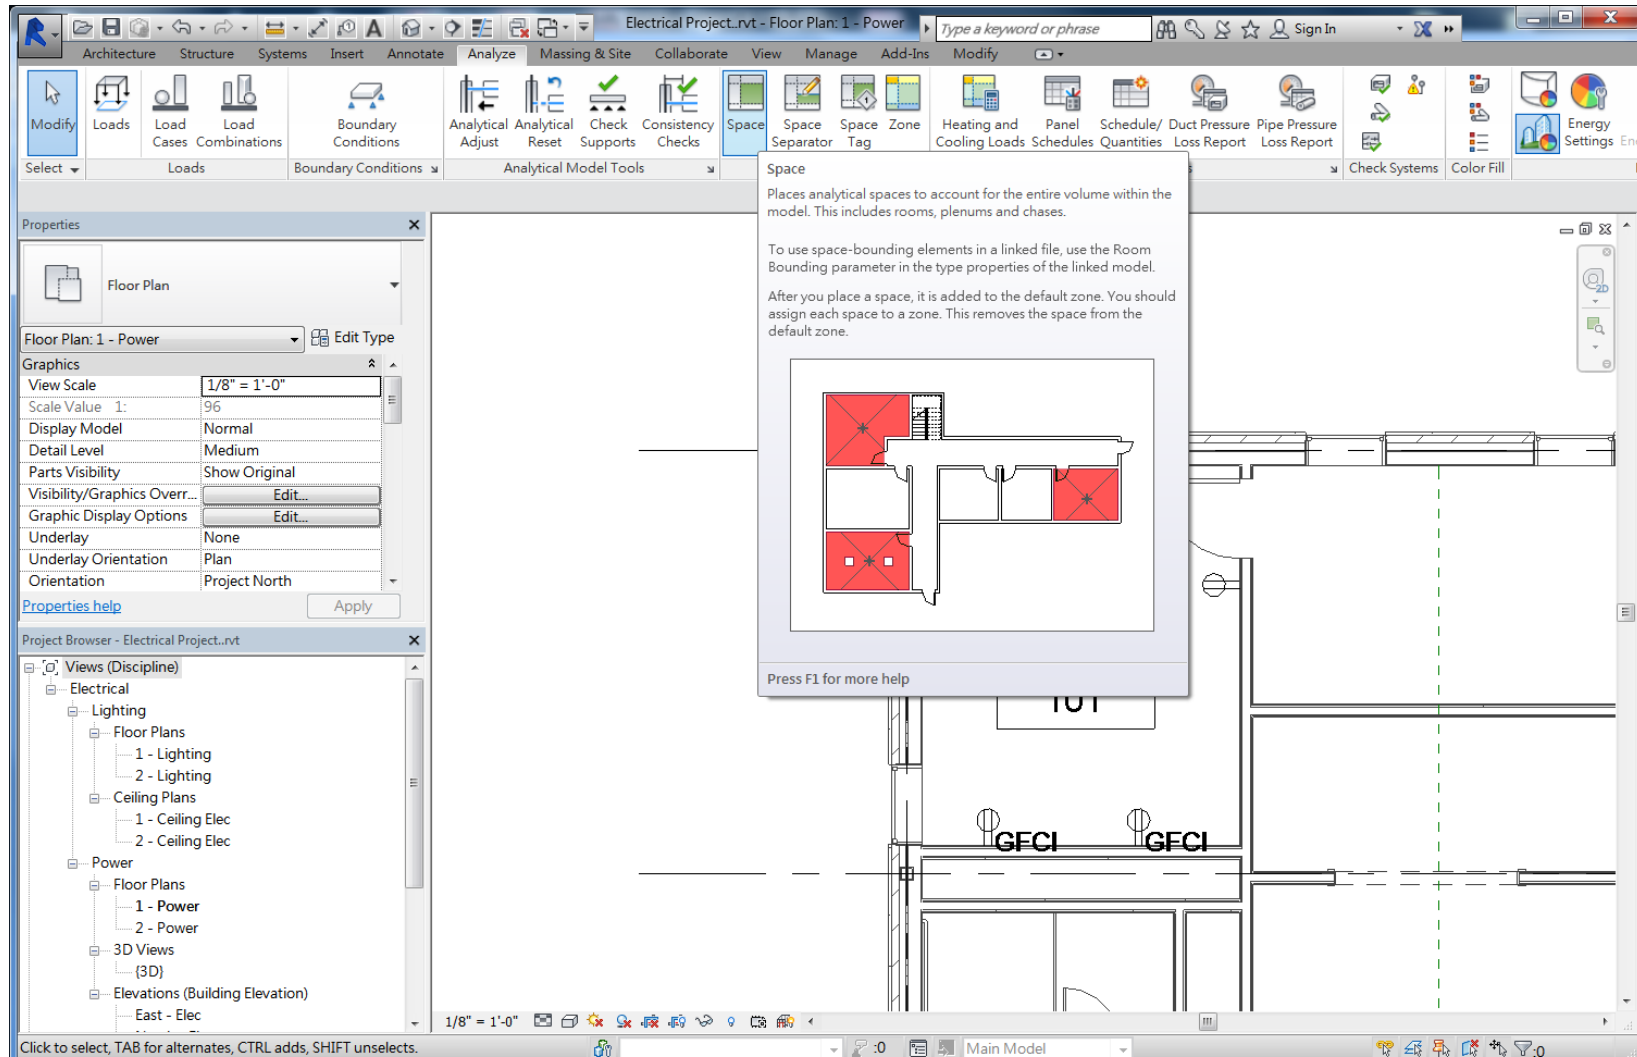 Electrical Project..rvt - Floor Plan: 1 - Power
Type a keyword or phrase
Sign In
Architecture Structure Systems Insert Annotate Analyze Massing & Site Collaborate View Manage Add-Ins Modify
Modify
Loads
Load Cases
Load Combinations
Boundary Conditions
Analytical Adjust
Analytical Reset
Check Supports
Consistency Checks
Space
Space Separator
Space Tag
Zone
Heating and Cooling Loads
Panel Schedules
Schedule/ Quantities
Duct Pressure Loss Report
Pipe Pressure Loss Report
Energy Settings
Select
Loads
Boundary Conditions
Analytical Model Tools
Check Systems
Color Fill
Space
Places analytical spaces to account for the entire volume within the
model. This includes rooms, plenums and chases.
To use space-bounding elements in a linked file, use the Room
Bounding parameter in the type properties of the linked model.
After you place a space, it is added to the default zone. You should
assign each space to a zone. This removes the space from the
default zone.
Press F1 for more help
Properties
Floor Plan
Floor Plan: 1 - Power
Edit Type
Graphics
View Scale 1/8" = 1'-0"
Scale Value 1: 96
Display Model Normal
Detail Level Medium
Parts Visibility Show Original
Visibility/Graphics Overr... Edit...
Graphic Display Options Edit...
Underlay None
Underlay Orientation Plan
Orientation Project North
Properties help
Apply
Project Browser - Electrical Project..rvt
Views (Discipline)
Electrical
Lighting
Floor Plans
1 - Lighting
2 - Lighting
Ceiling Plans
1 - Ceiling Elec
2 - Ceiling Elec
Power
Floor Plans
1 - Power
2 - Power
3D Views
{3D}
Elevations (Building Elevation)
East - Elec
2D
GFCI GFCI
1/8" = 1'-0"
Click to select, TAB for alternates, CTRL adds, SHIFT unselects.
:0
Main Model
:0